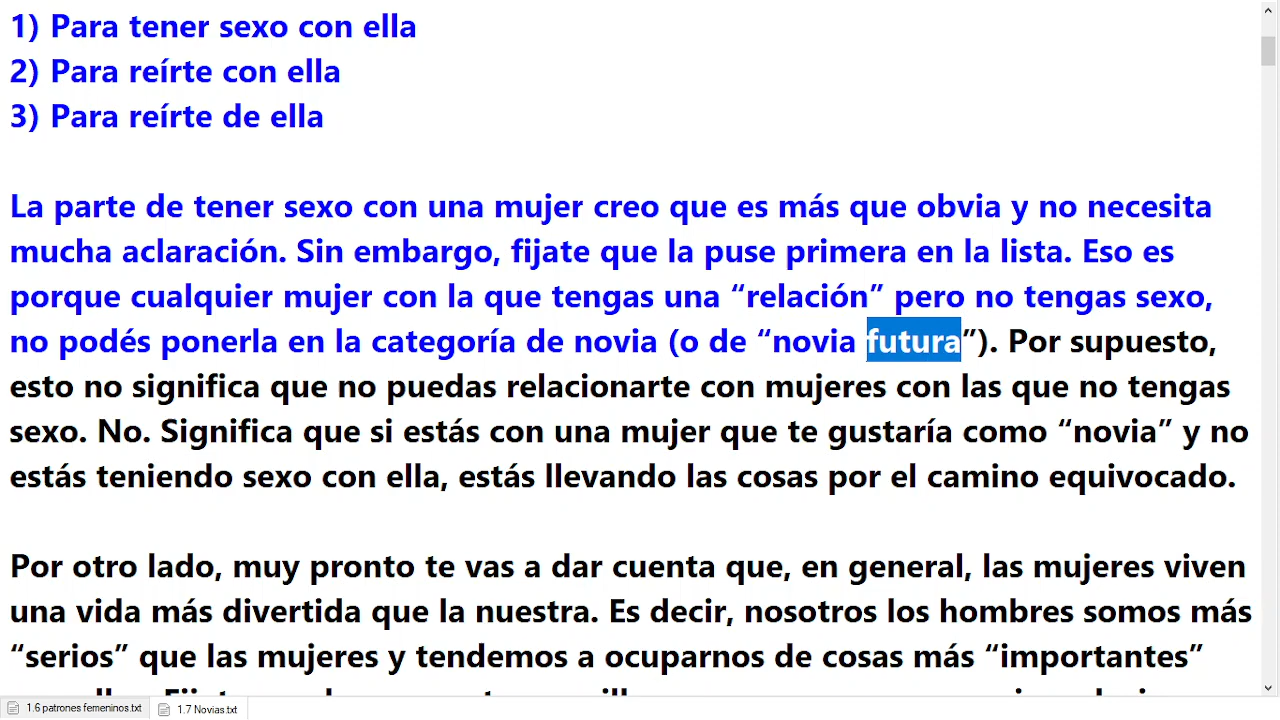 1) Para tener sexo con ella
2) Para reírte con ella
3) Para reírte de ella
La parte de tener sexo con una mujer creo que es más que obvia y no necesita
mucha aclaración. Sin embargo, fijate que la puse primera en la lista. Eso es
porque cualquier mujer con la que tengas una “relación” pero no tengas sexo,
no podés ponerla en la categoría de novia (o de “novia futura”). Por supuesto,
esto no significa que no puedas relacionarte con mujeres con las que no tengas
sexo. No. Significa que si estás con una mujer que te gustaría como “novia” y no
estás teniendo sexo con ella, estás llevando las cosas por el camino equivocado.
Por otro lado, muy pronto te vas a dar cuenta que, en general, las mujeres viven
una vida más divertida que la nuestra. Es decir, nosotros los hombres somos más
“serios” que las mujeres y tendemos a ocuparnos de cosas más “importantes”
1.6 patrones femeninos.txt
1.7 Novias.txt